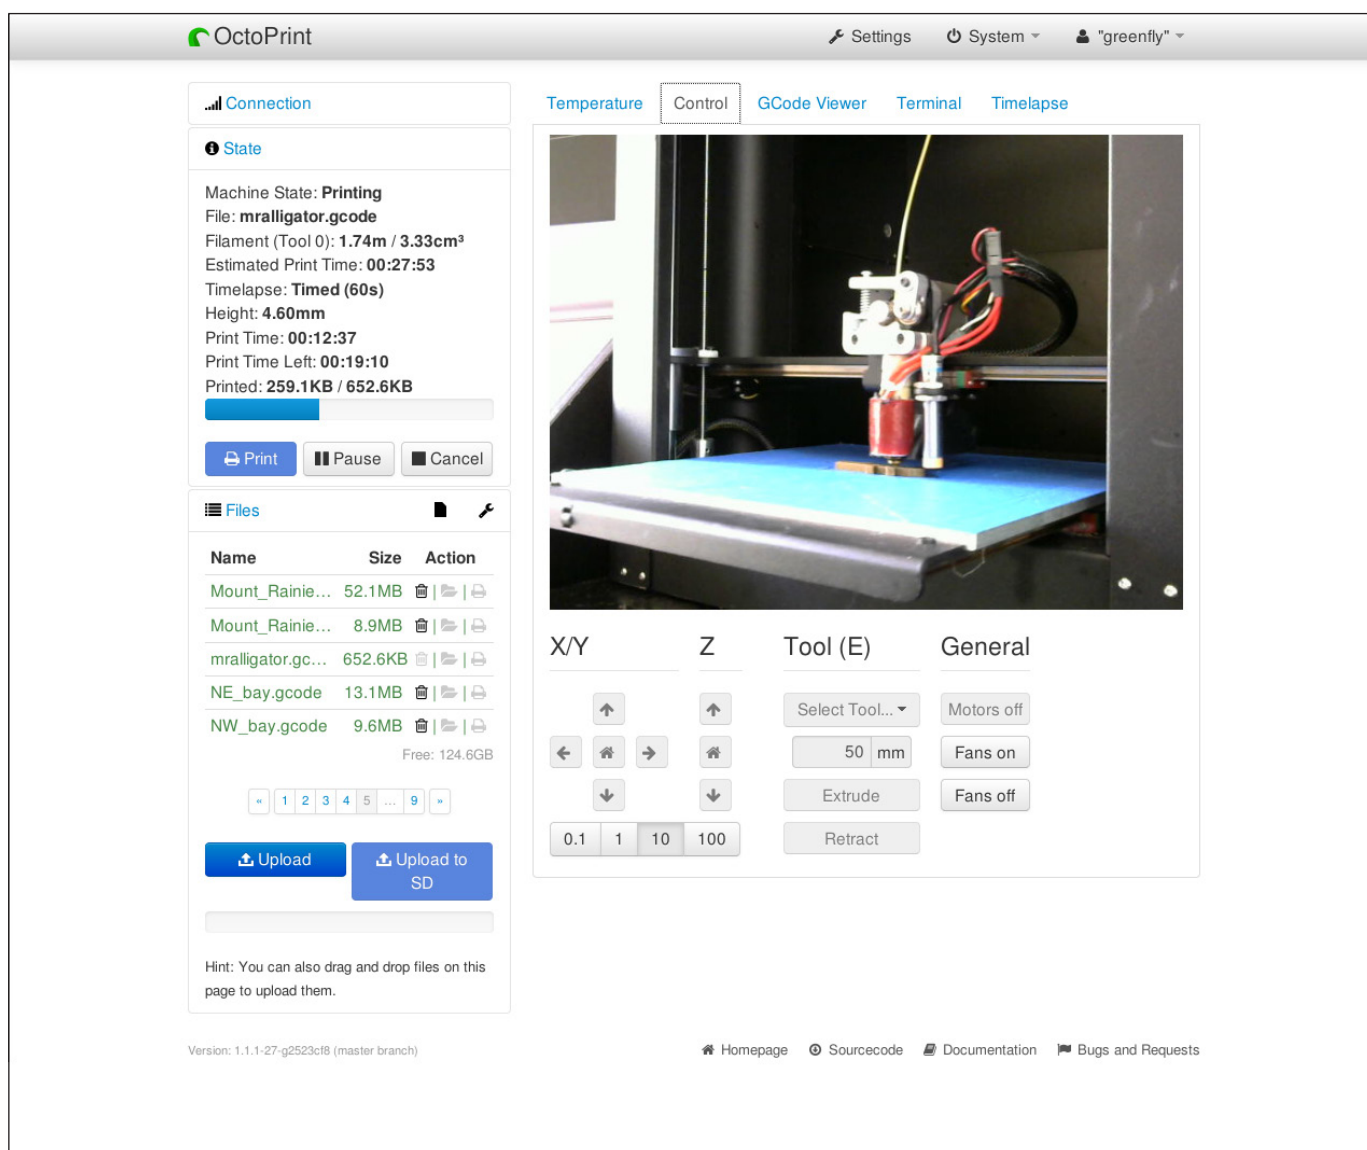 OctoPrint
Settings
System
"greenfly"
Connection
State
Machine State: Printing
File: mralligator.gcode
Filament (Tool 0): 1.74m / 3.33cm³
Estimated Print Time: 00:27:53
Timelapse: Timed (60s)
Height: 4.60mm
Print Time: 00:12:37
Print Time Left: 00:19:10
Printed: 259.1KB / 652.6KB
Print
Pause
Cancel
Files
Name Size Action
Mount_Rainie... 52.1MB | |
Mount_Rainie... 8.9MB | |
mralligator.gc... 652.6KB | |
NE_bay.gcode 13.1MB | |
NW_bay.gcode 9.6MB | |
Free: 124.6GB
« 1 2 3 4 5 ... 9 »
Upload
Upload to
SD
Hint: You can also drag and drop files on this
page to upload them.
Temperature
Control
GCode Viewer
Terminal
Timelapse
X/Y
Z
Tool (E)
General
Select Tool...
Motors off
50 mm
Fans on
Extrude
Fans off
0.1 1 10 100
Retract
Version: 1.1.1-27-g2523cf8 (master branch)
Homepage
Sourcecode
Documentation
Bugs and Requests